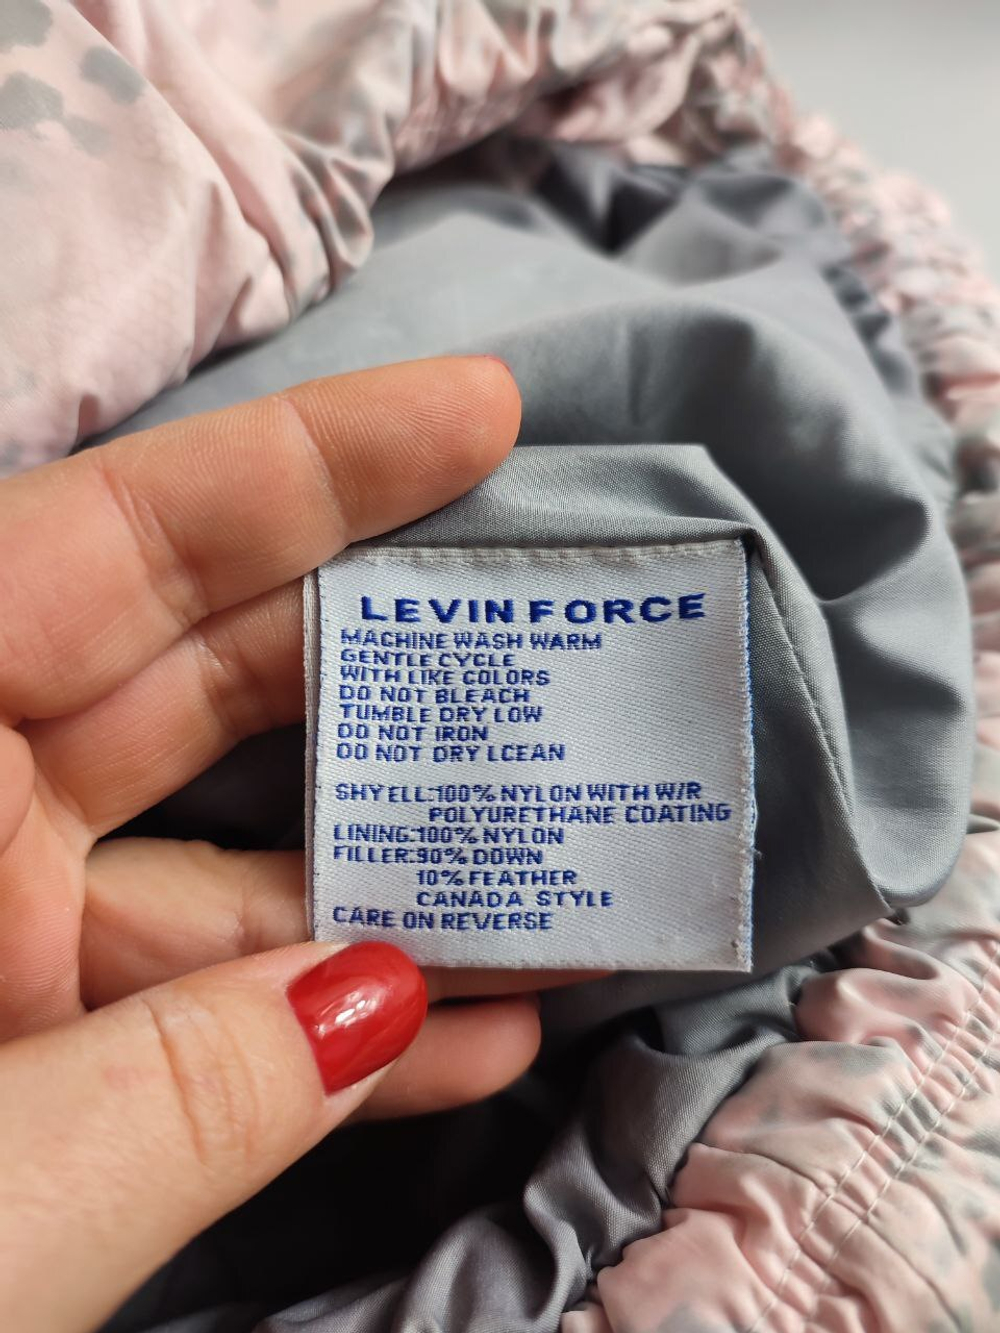 LEVIN FORCE
MACHINE WASH WARM
GENTLE CYCLE
WITH LIKE COLORS
DO NOT BLEACH
TUMBLE DRY LOW
DO NOT IRON
DO NOT DRY LCEAN
SHYELL:100% NYLON WITH W/R
POLYURETHANE COATING
LINING:100% NYLON
FILLER:90% DOWN
10% FEATHER
CANADA STYLE
CARE ON REVERSE